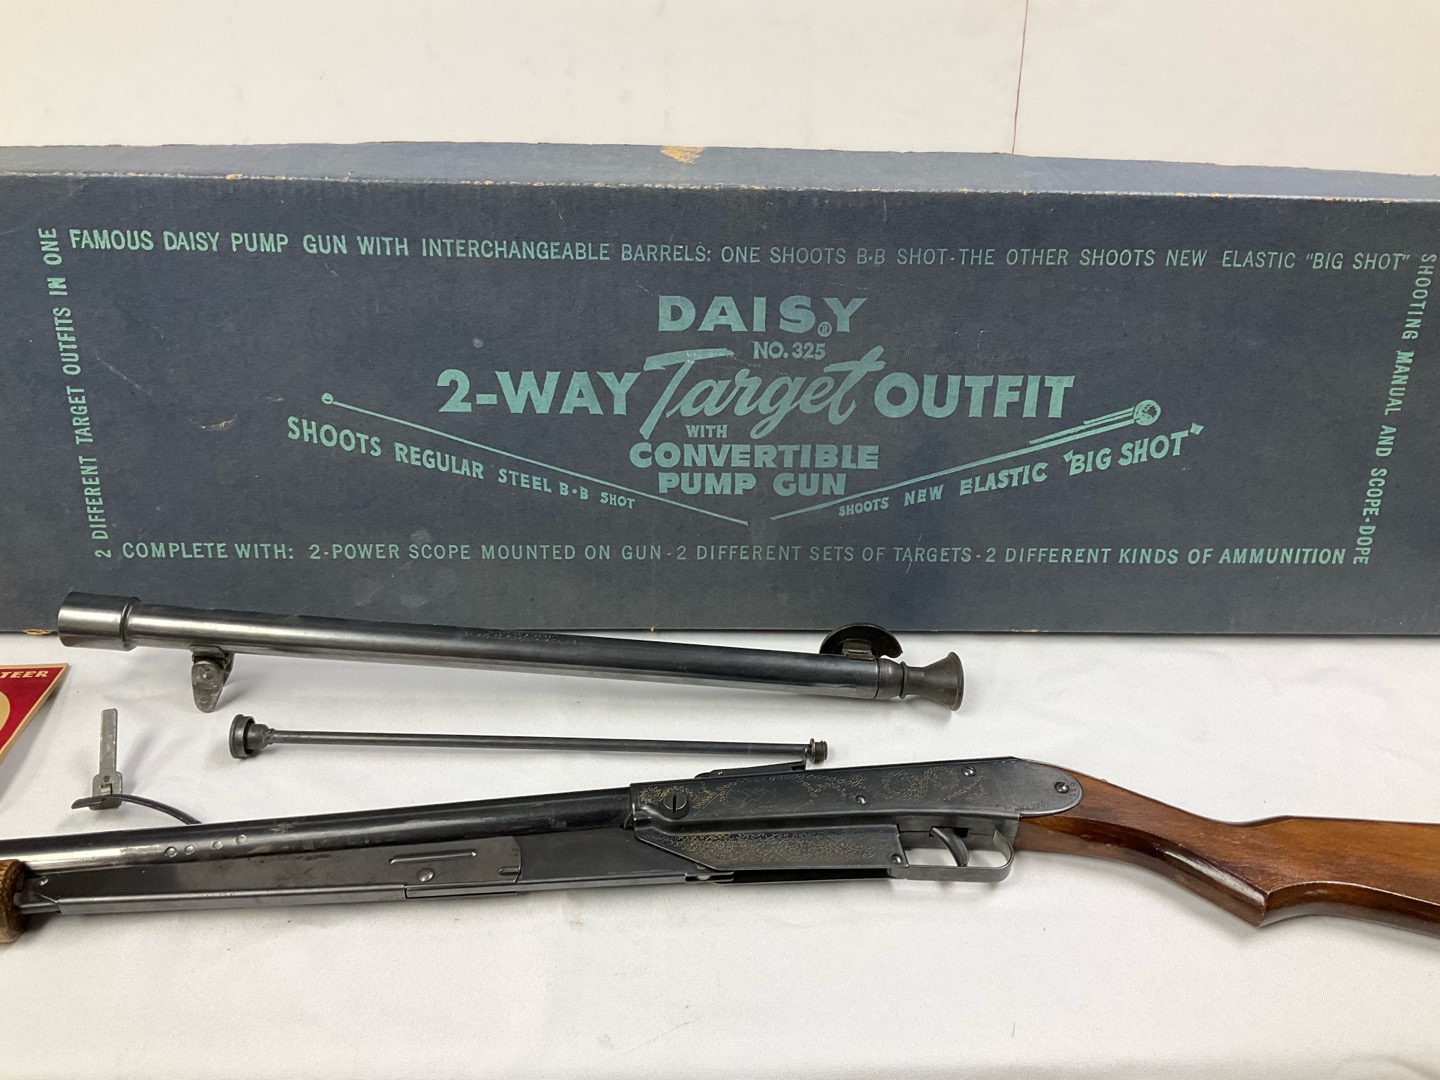 FAMOUS DAISY PUMP GUN WITH INTERCHANGEABLE BARRELS: ONE SHOOTS B·B SHOT-THE OTHER SHOOTS NEW ELASTIC "BIG SHOT"
2 DIFFERENT TARGET OUTFITS IN ONE
SHOOTING MANUAL AND SCOPE-DOPE
DAISY®
NO. 325
2-WAY Target OUTFIT
WITH
CONVERTIBLE
PUMP GUN
SHOOTS REGULAR STEEL B·B SHOT
SHOOTS NEW ELASTIC "BIG SHOT"
COMPLETE WITH: 2-POWER SCOPE MOUNTED ON GUN-2 DIFFERENT SETS OF TARGETS-2 DIFFERENT KINDS OF AMMUNITION
TEER